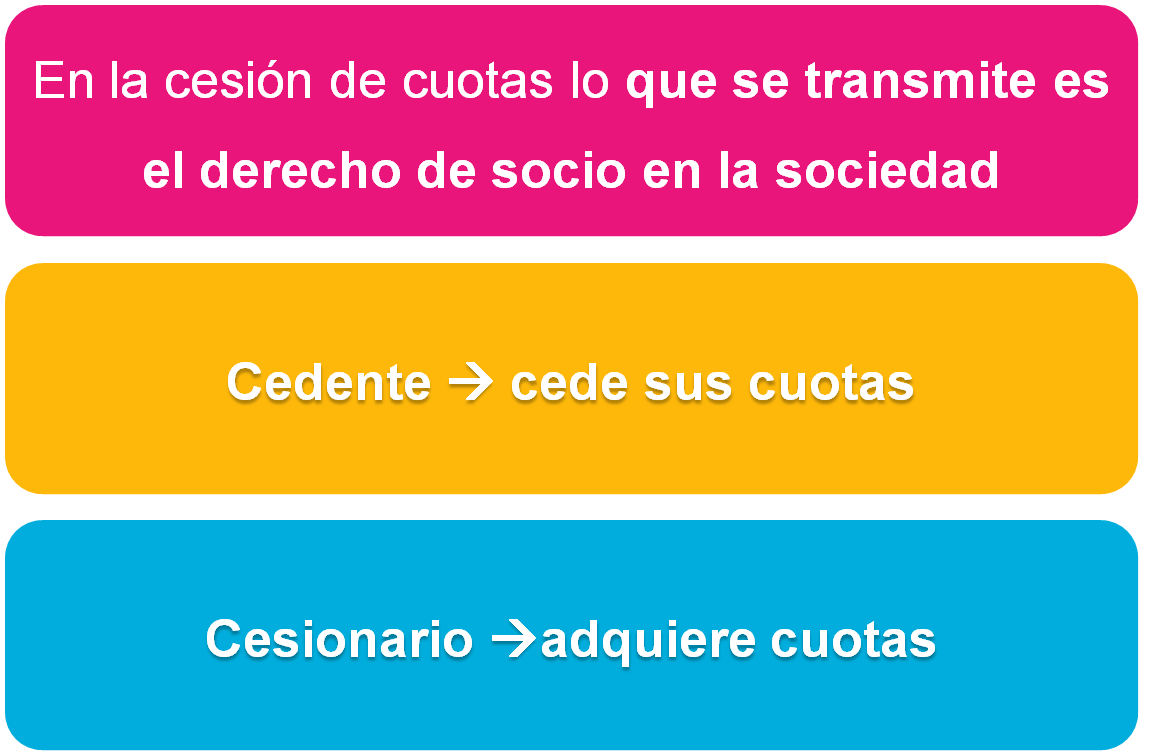 En la cesión de cuotas lo que se transmite es
el derecho de socio en la sociedad
Cedente → cede sus cuotas
Cesionario →adquiere cuotas